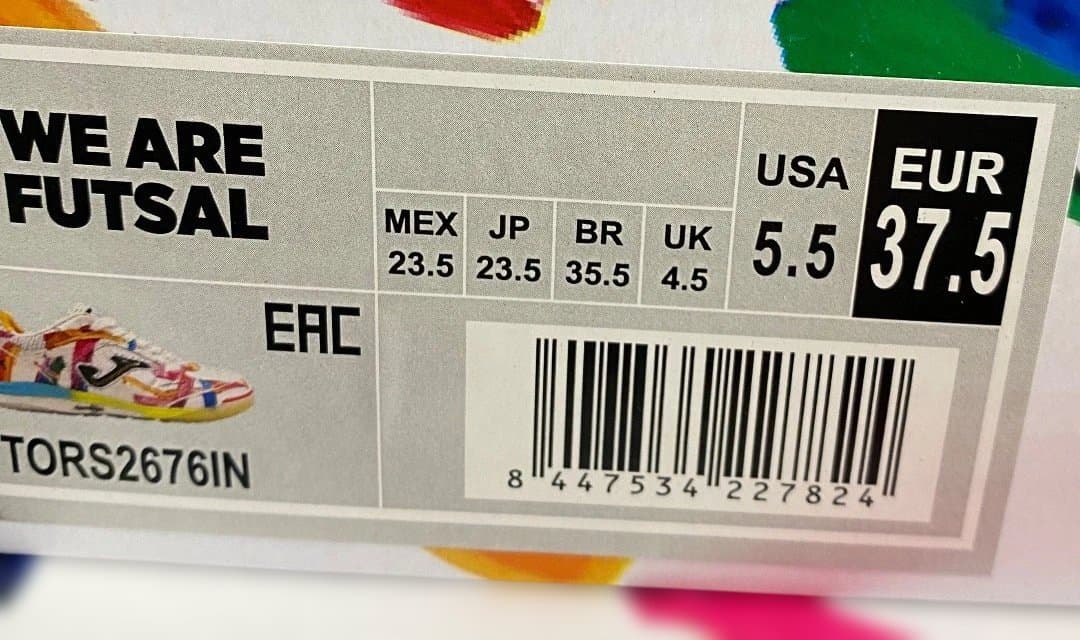 WE ARE
FUTSAL
MEX JP BR UK
23.5 23.5 35.5 4.5
USA
5.5
EUR
37.5
EAC
TORS2676IN
8 447534 227824